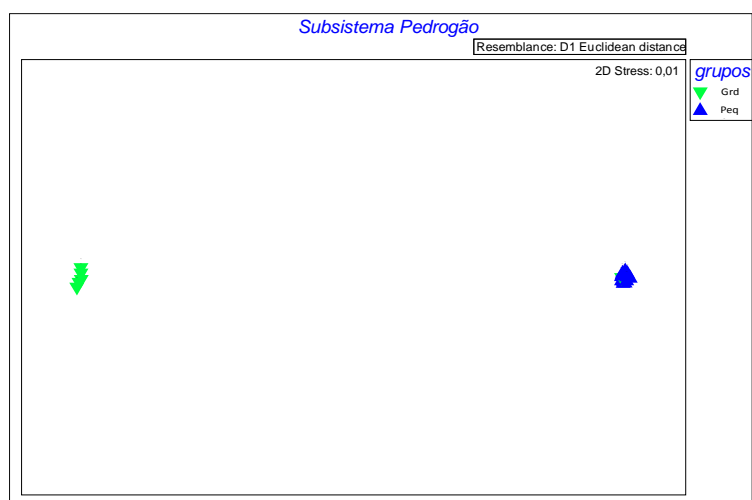 Subsistema Pedrogão
Resemblance: D1 Euclidean distance
2D Stress: 0,01
grupos
Grd
Peq